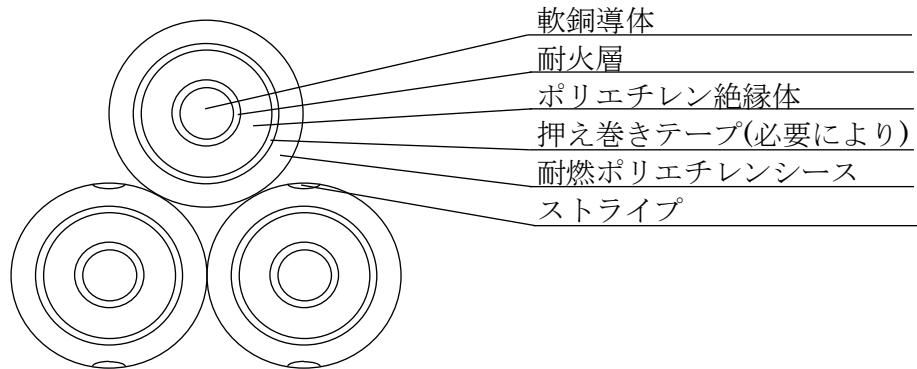 軟銅導体
耐火層
ポリエチレン絶縁体
押え巻きテープ(必要により)
耐燃ポリエチレンシース
ストライプ